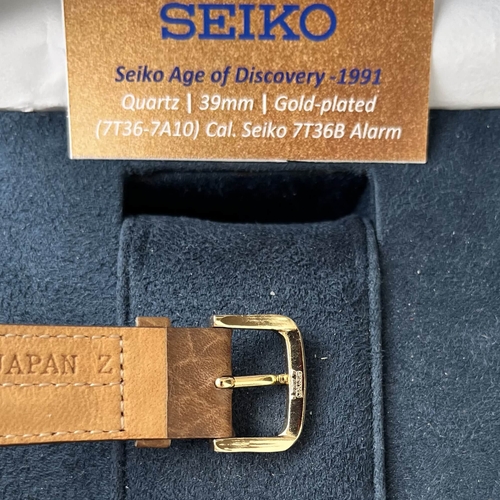 SEIKO
Seiko Age of Discovery -1991
Quartz | 39mm | Gold-plated
(7T36-7A10) Cal. Seiko 7T36B Alarm
JAPAN Z